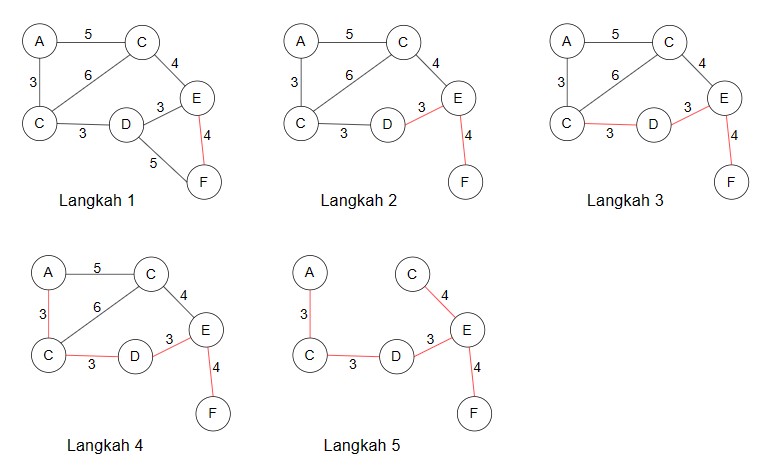 A 5 C
3 6 4
E
C 3 D 3 4
5
F
Langkah 1
A 5 C
3 6 4
E
C 3 D 3 4
F
Langkah 2
A 5 C
3 6 4
E
C 3 D 3 4
F
Langkah 3
A 5 C
3 6 4
E
C 3 D 3 4
F
Langkah 4
A C
3 4
E
C 3 D 3 4
F
Langkah 5